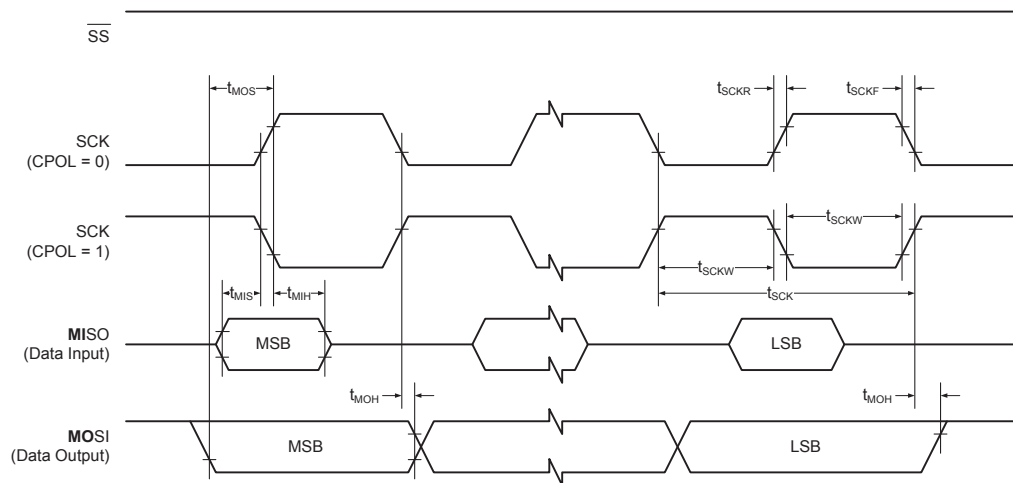 SS
tMOS
tSCKR
tSCKF
SCK
(CPOL = 0)
SCK
(CPOL = 1)
tSCKW
tSCKW
tSCK
tMIS
tMIH
MISO
(Data Input)
MSB
LSB
tMOH
tMOH
MOSI
(Data Output)
MSB
LSB